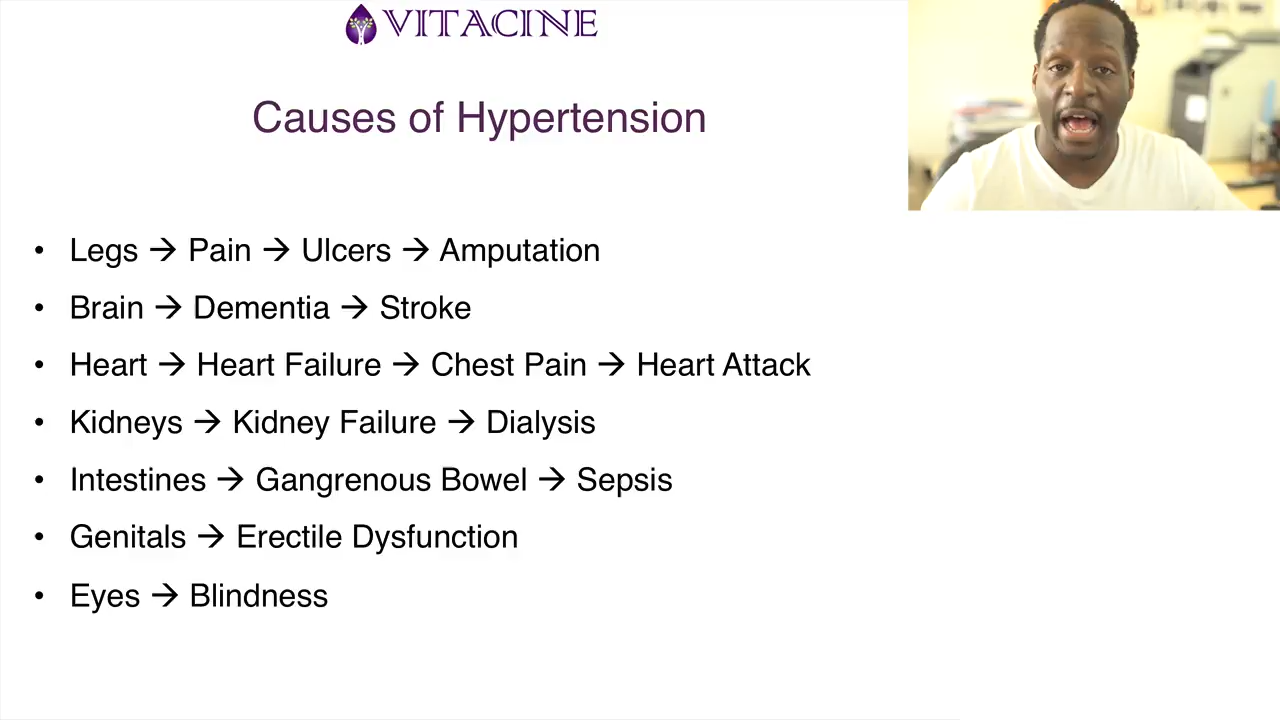 VITACINE
Causes of Hypertension
• Legs → Pain → Ulcers → Amputation
• Brain → Dementia → Stroke
• Heart → Heart Failure → Chest Pain → Heart Attack
• Kidneys → Kidney Failure → Dialysis
• Intestines → Gangrenous Bowel → Sepsis
• Genitals → Erectile Dysfunction
• Eyes → Blindness